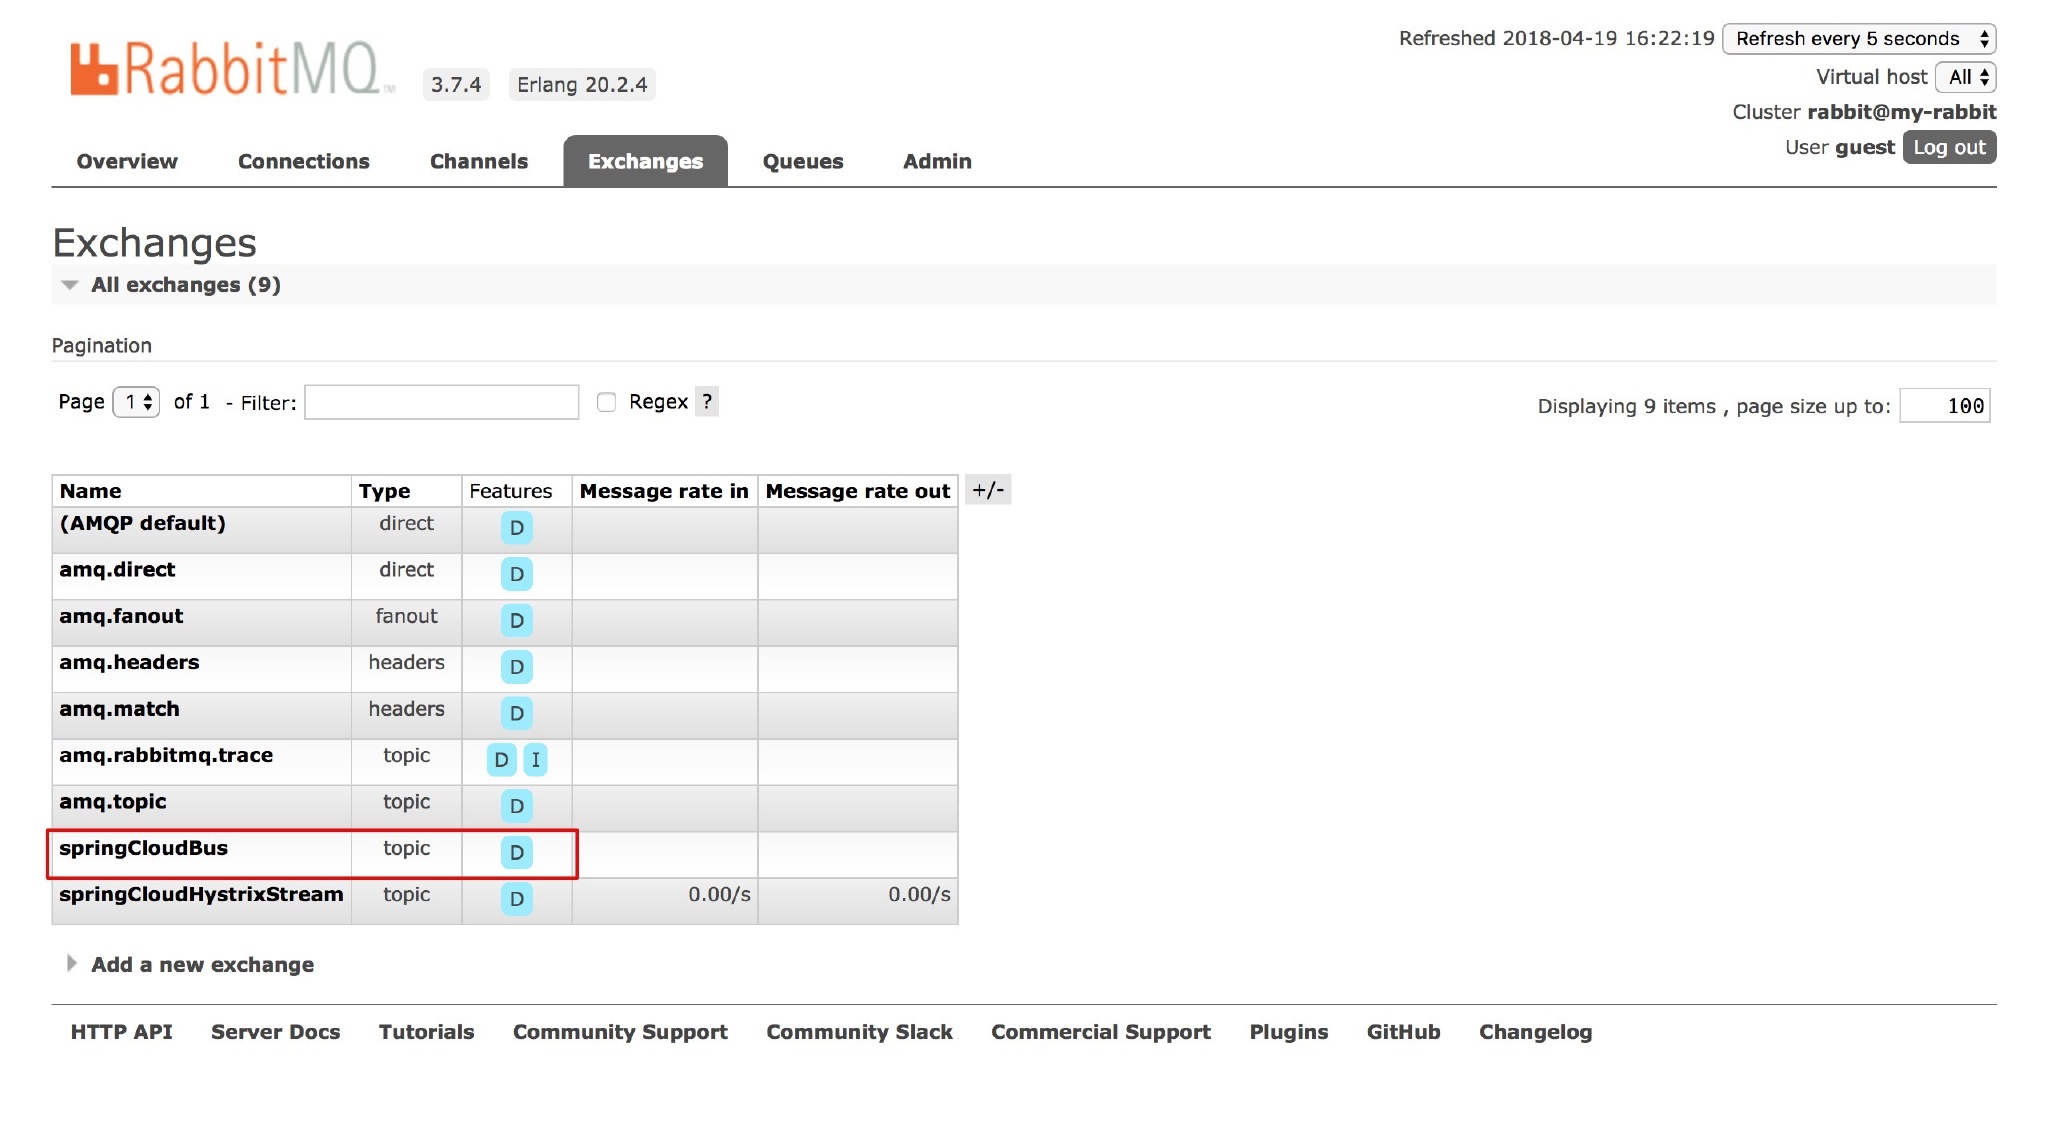 RabbitMQ TM 3.7.4 Erlang 20.2.4
Refreshed 2018-04-19 16:22:19 Refresh every 5 seconds
Virtual host All
Cluster rabbit@my-rabbit
User guest Log out
Overview Connections Channels Exchanges Queues Admin
Exchanges
All exchanges (9)
Pagination
Page 1 of 1 - Filter: Regex ? Displaying 9 items , page size up to: 100
Name Type Features Message rate in Message rate out +/-
(AMQP default) direct D
amq.direct direct D
amq.fanout fanout D
amq.headers headers D
amq.match headers D
amq.rabbitmq.trace topic D I
amq.topic topic D
springCloudBus topic D
springCloudHystrixStream topic D 0.00/s 0.00/s
Add a new exchange
HTTP API Server Docs Tutorials Community Support Community Slack Commercial Support Plugins GitHub Changelog